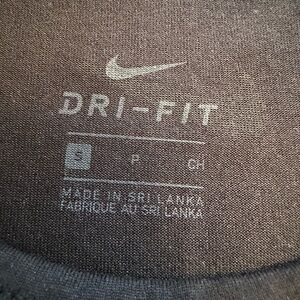 DRI-FIT
S P CH
MADE IN SRI LANKA
FABRIQUE AU SRI LANKA